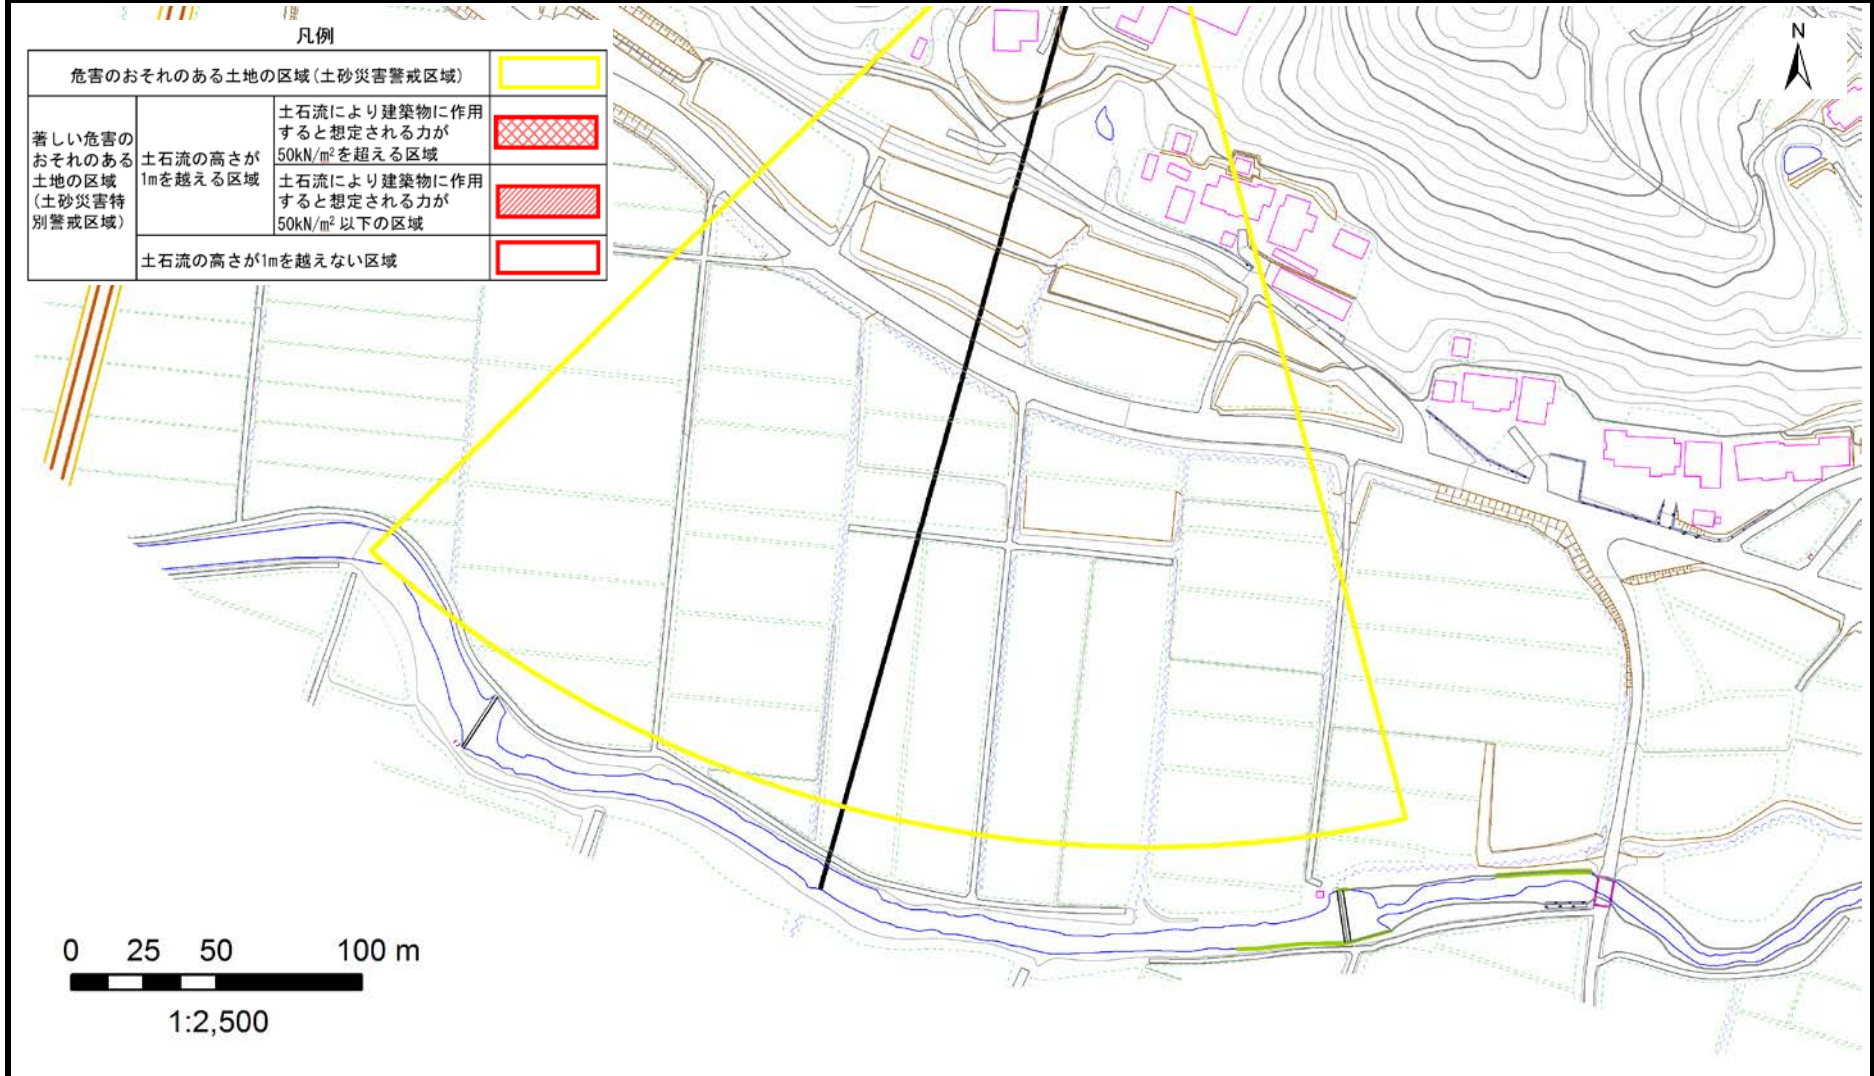 凡例
危害のおそれのある土地の区域(土砂災害警戒区域)
著しい危害の
おそれのある
土地の区域
(土砂災害特
別警戒区域)
土石流の高さが
1mを越える区域
土石流により建築物に作用
すると想定される力が
50kN/m²を超える区域
土石流により建築物に作用
すると想定される力が
50kN/m²以下の区域
土石流の高さが1mを越えない区域
N
0 25 50 100 m
1:2,500